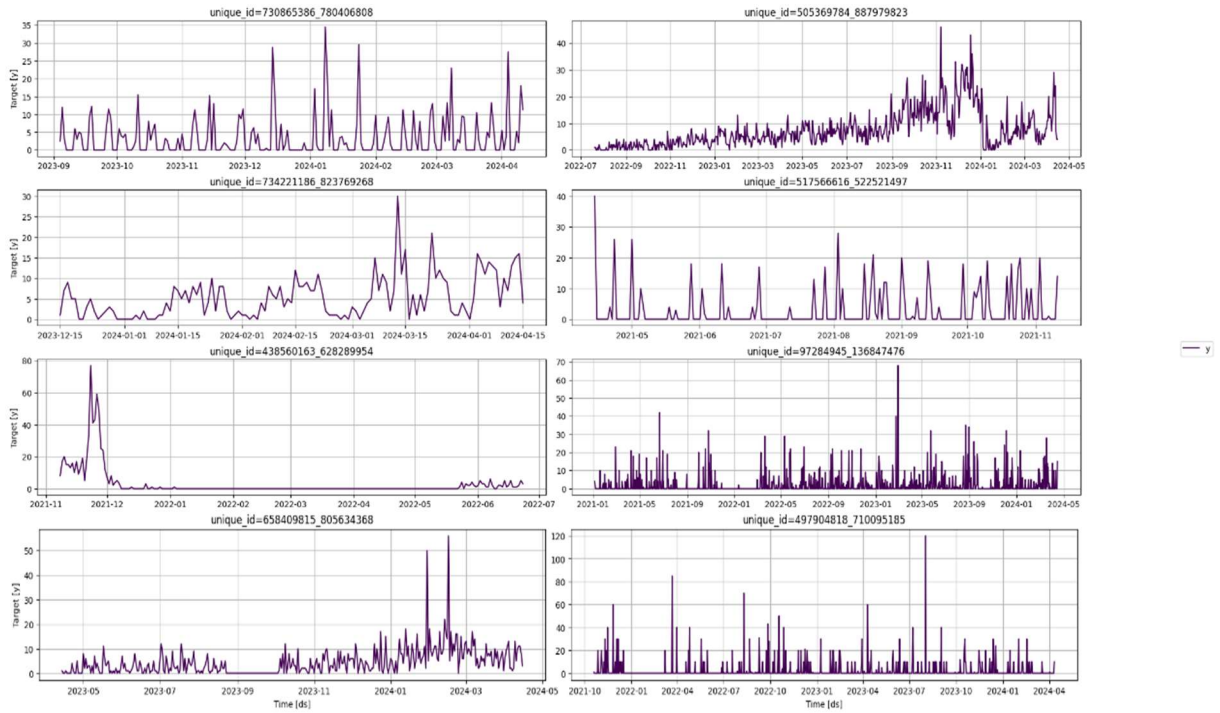 unique_id=730865386_780406808
unique_id=505369784_887979823
35
30
25
20
15
10
5
0
Target [y]
2023-09 2023-10 2023-11 2023-12 2024-01 2024-02 2024-03 2024-04
40
30
20
10
0
2022-07 2022-09 2022-11 2023-01 2023-03 2023-05 2023-07 2023-09 2023-11 2024-01 2024-03 2024-05
unique_id=734221186_823769268
unique_id=517566616_522521497
30
25
20
15
10
5
0
Target [y]
2023-12-15 2024-01-01 2024-01-15 2024-02-01 2024-02-15 2024-03-01 2024-03-15 2024-04-01 2024-04-15
40
30
20
10
0
2021-05 2021-06 2021-07 2021-08 2021-09 2021-10 2021-11
y
unique_id=438560163_628289954
unique_id=97284945_136847476
80
60
40
20
0
Target [y]
2021-11 2021-12 2022-01 2022-02 2022-03 2022-04 2022-05 2022-06 2022-07
70
60
50
40
30
20
10
0
2021-01 2021-05 2021-09 2022-01 2022-05 2022-09 2023-01 2023-05 2023-09 2024-01 2024-05
unique_id=658409815_805634368
unique_id=497904818_710095185
50
40
30
20
10
0
Target [y]
2023-05 2023-07 2023-09 2023-11 2024-01 2024-03 2024-05
Time [ds]
120
100
80
60
40
20
0
2021-10 2022-01 2022-04 2022-07 2022-10 2023-01 2023-04 2023-07 2023-10 2024-01 2024-04
Time [ds]